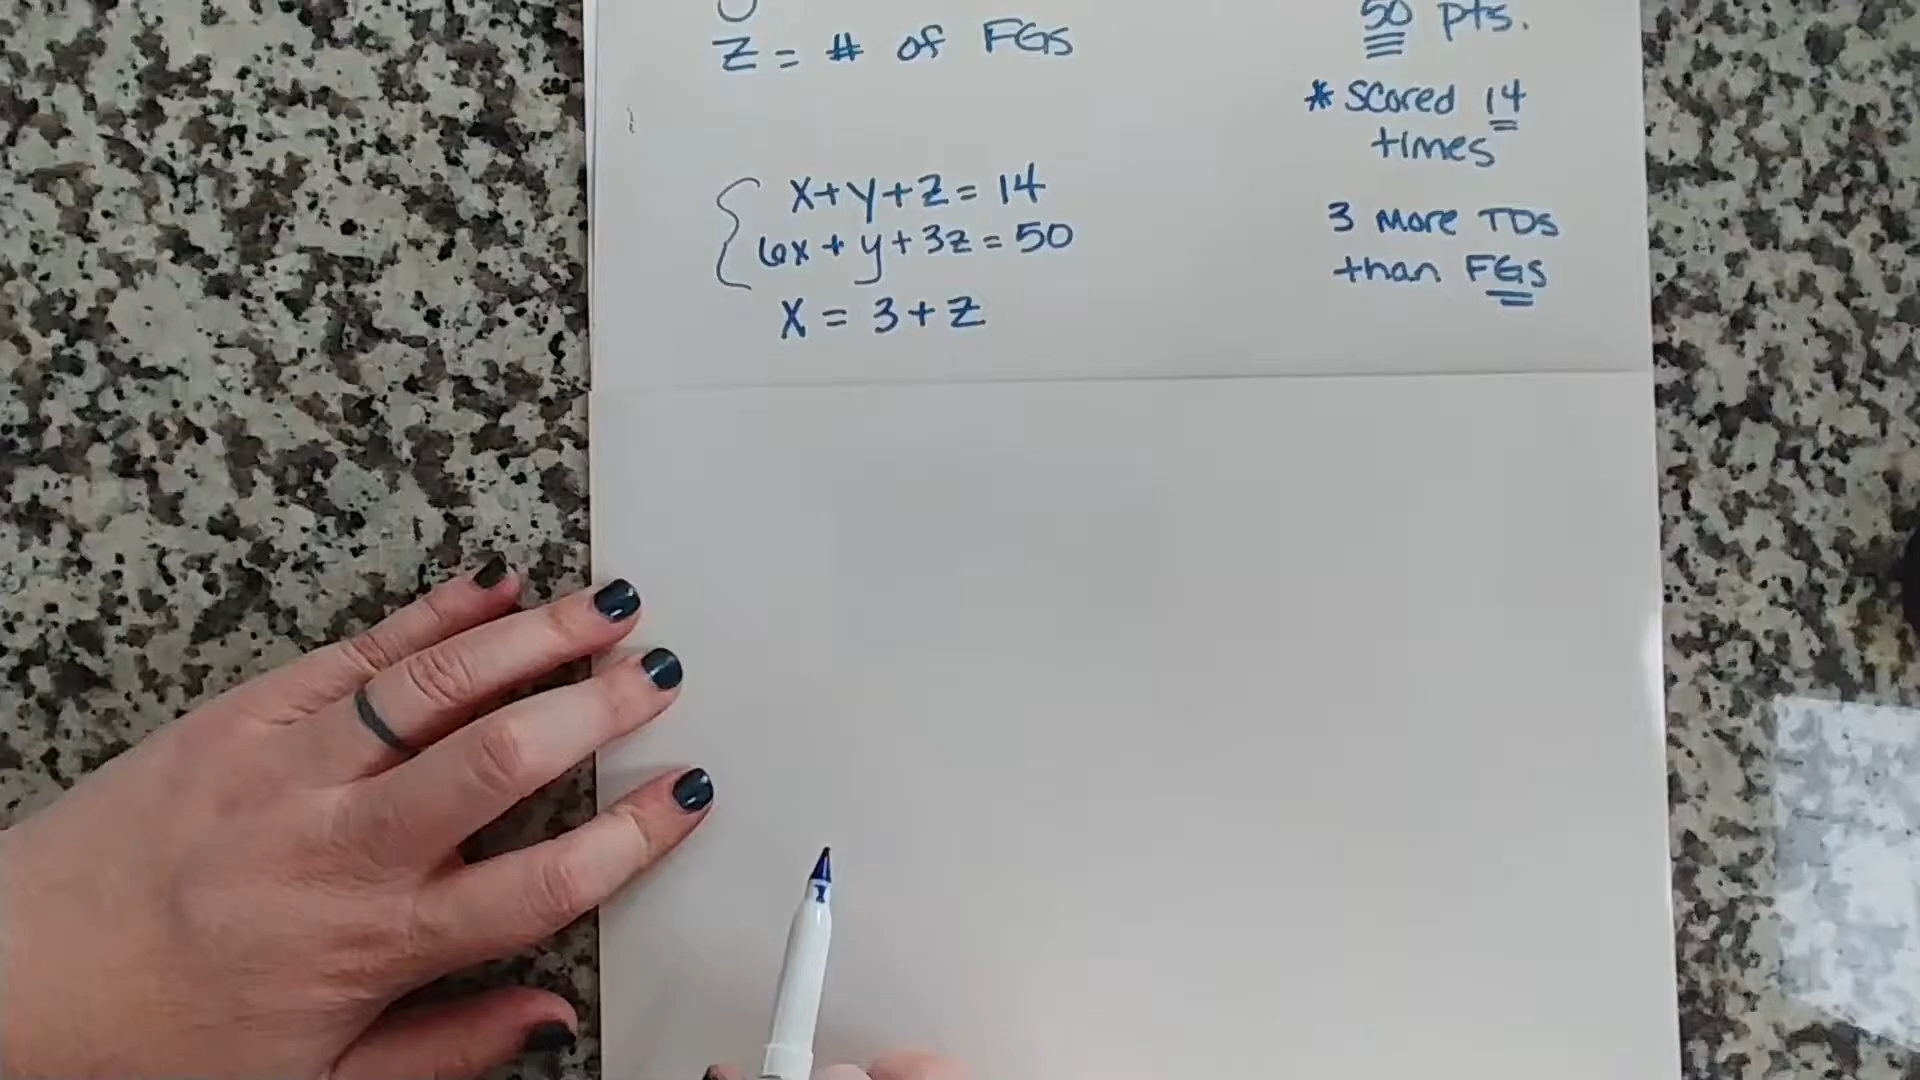 z = # of FGs
x+y+z = 14
6x + y + 3z = 50
x = 3 + z
50 pts.
* Scored 14
times
3 more TDs
than FGs